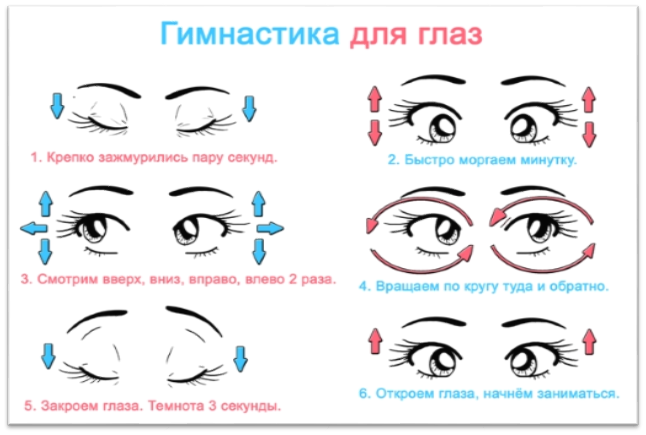 Гимнастика для глаз
1. Крепко зажмурились пару секунд.
2. Быстро моргаем минутку.
3. Смотрим вверх, вниз, вправо, влево 2 раза.
4. Вращаем по кругу туда и обратно.
5. Закроем глаза. Темнота 3 секунды.
6. Откроем глаза, начнём заниматься.